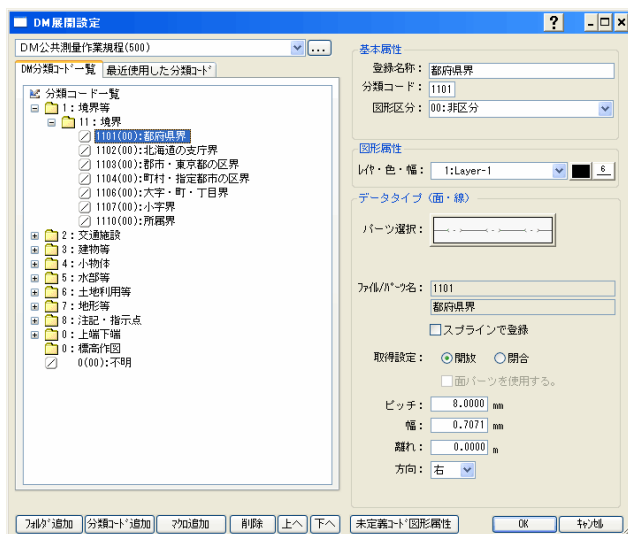 DM展開設定
?
DM公共測量作業規程(500)
...
DM分類ｺｰﾄﾞ一覧 最近使用した分類ｺｰﾄﾞ
分類コード一覧
1：境界等
11：境界
1101(00):都府県界
1102(00):北海道の支庁界
1103(00):郡市・東京都の区界
1104(00):町村・指定都市の区界
1106(00):大字・町・丁目界
1107(00):小字界
1110(00):所属界
2：交通施設
3：建物等
4：小物体
5：水部等
6：土地利用等
7：地形等
8：注記・指示点
0：上端下端
0：標高作図
0(00):不明
ﾌｫﾙﾀﾞ追加 分類ｺｰﾄﾞ追加 ﾏｸﾛ追加 削除 上へ 下へ
基本属性
登録名称： 都府県界
分類コード： 1101
図形区分： 00:非区分
図形属性
ﾚｲﾔ・色・幅： 1:Layer-1 6
データタイプ（面・線）
パーツ選択：
ﾌｧｲﾙ/ﾊﾟｰﾂ名： 1101
都府県界
スプラインで登録
取得設定： 開放 閉合
面パーツを使用する。
ピッチ： 8.0000 mm
幅： 0.7071 mm
離れ： 0.0000 m
方向： 右
未定義ｺｰﾄﾞ図形属性 OK ｷｬﾝｾﾙ